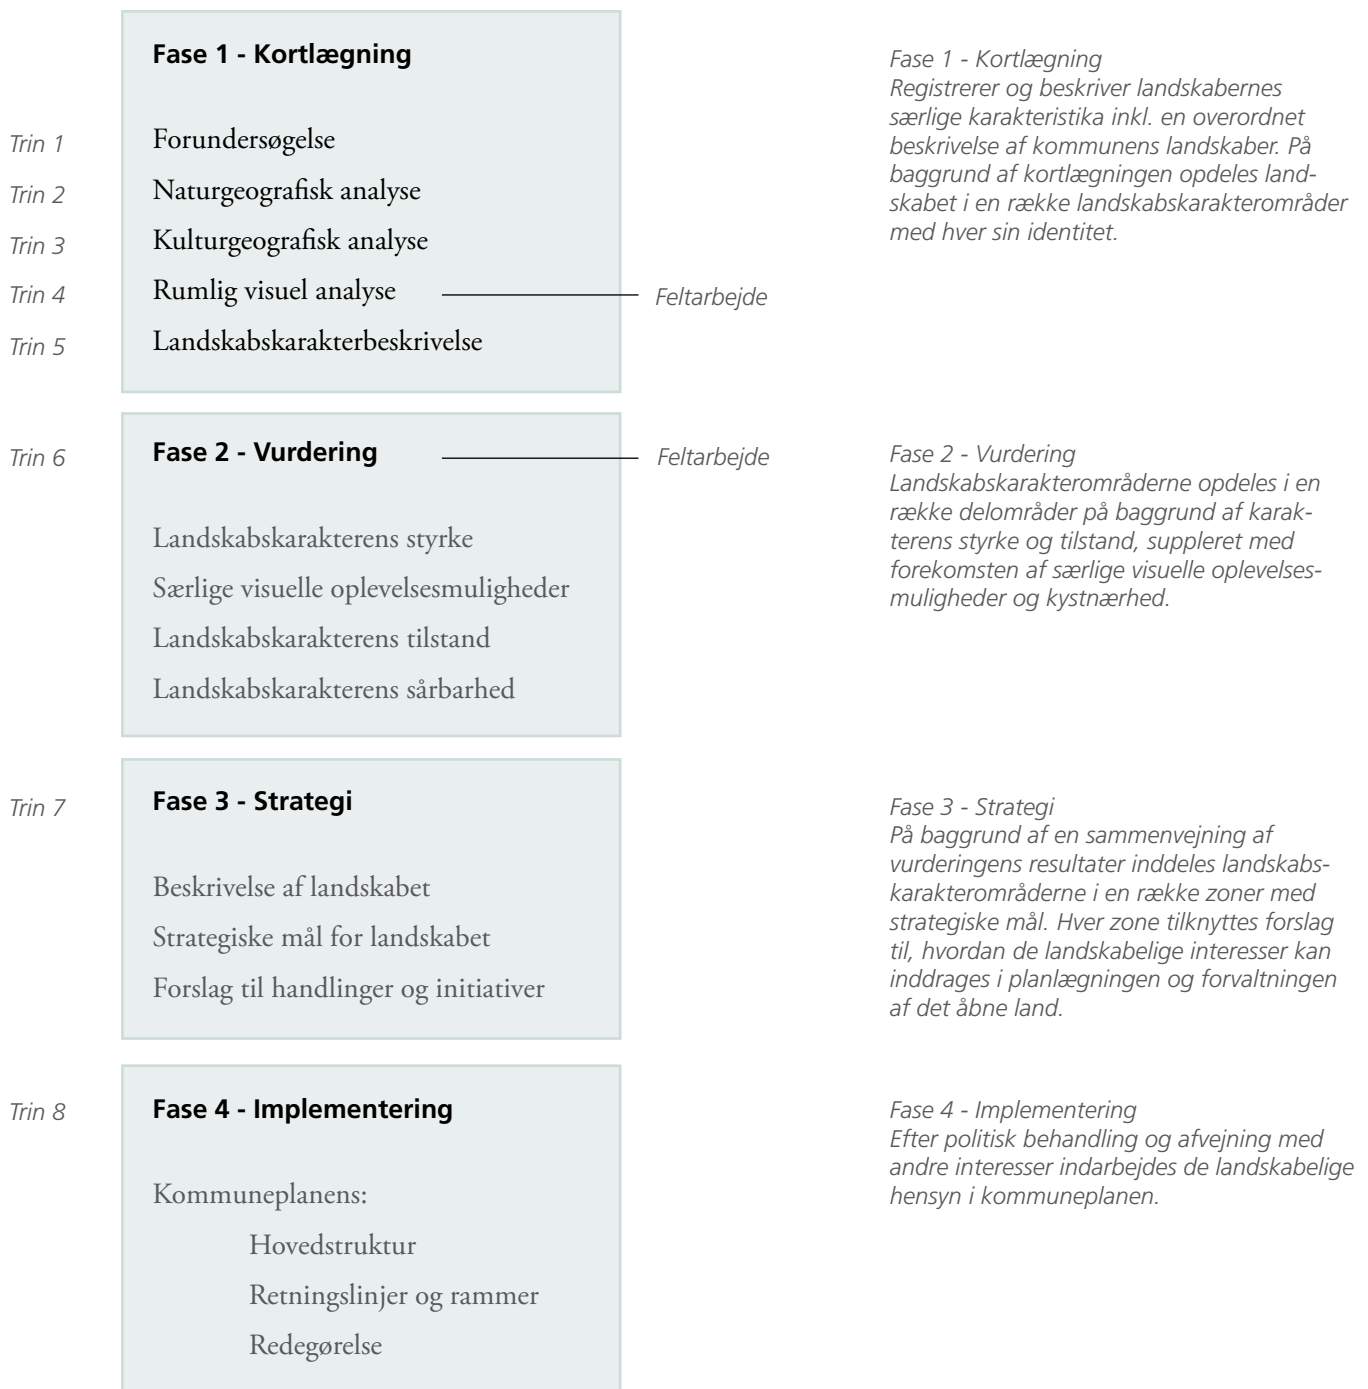 Fase 1 - Kortlægning
Trin 1
Forundersøgelse
Trin 2
Naturgeografisk analyse
Trin 3
Kulturgeografisk analyse
Trin 4
Rumlig visuel analyse
Feltarbejde
Trin 5
Landskabskarakterbeskrivelse
Fase 1 - Kortlægning
Registrerer og beskriver landskabernes
særlige karakteristika inkl. en overordnet
beskrivelse af kommunens landskaber. På
baggrund af kortlægningen opdeles land-
skabet i en række landskabskarakterområder
med hver sin identitet.
Trin 6
Fase 2 - Vurdering
Feltarbejde
Landskabskarakterens styrke
Særlige visuelle oplevelsesmuligheder
Landskabskarakterens tilstand
Landskabskarakterens sårbarhed
Fase 2 - Vurdering
Landskabskarakterområderne opdeles i en
række delområder på baggrund af karak-
terens styrke og tilstand, suppleret med
forekomsten af særlige visuelle oplevelses-
muligheder og kystnærhed.
Trin 7
Fase 3 - Strategi
Beskrivelse af landskabet
Strategiske mål for landskabet
Forslag til handlinger og initiativer
Fase 3 - Strategi
På baggrund af en sammenvejning af
vurderingens resultater inddeles landskabs-
karakterområderne i en række zoner med
strategiske mål. Hver zone tilknyttes forslag
til, hvordan de landskabelige interesser kan
inddrages i planlægningen og forvaltningen
af det åbne land.
Trin 8
Fase 4 - Implementering
Kommuneplanens:
Hovedstruktur
Retningslinjer og rammer
Redegørelse
Fase 4 - Implementering
Efter politisk behandling og afvejning med
andre interesser indarbejdes de landskabelige
hensyn i kommuneplanen.